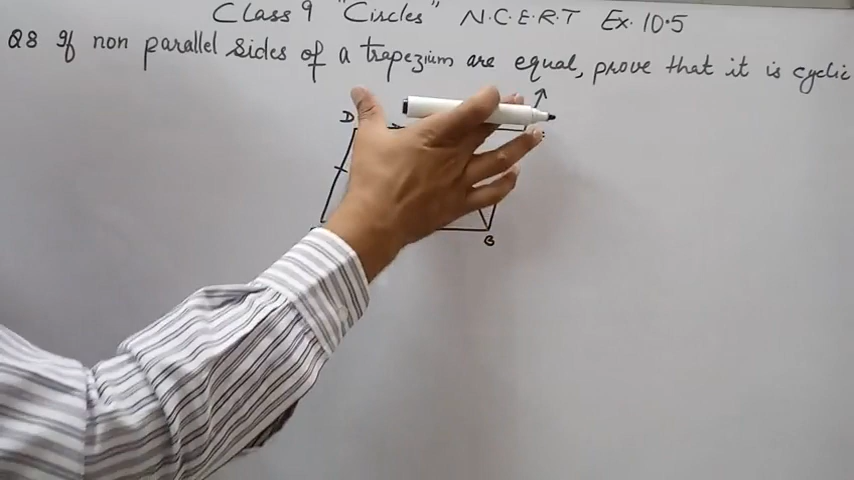 Class 9 "Circles" N.C.E.R.T Ex. 10.5
Q8 If non parallel sides of a trapezium are equal, prove that it is cyclic
D
B